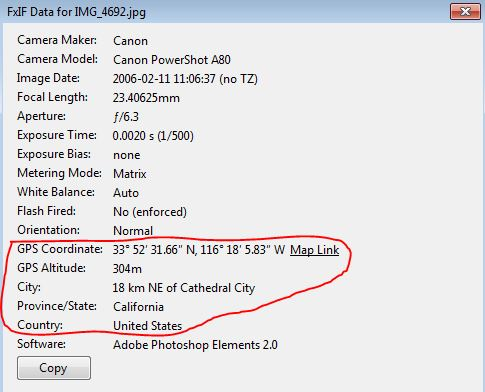 FxIF Data for IMG_4692.jpg
Camera Maker: Canon
Camera Model: Canon PowerShot A80
Image Date: 2006-02-11 11:06:37 (no TZ)
Focal Length: 23.40625mm
Aperture: ƒ/6.3
Exposure Time: 0.0020 s (1/500)
Exposure Bias: none
Metering Mode: Matrix
White Balance: Auto
Flash Fired: No (enforced)
Orientation: Normal
GPS Coordinate: 33° 52' 31.66" N, 116° 18' 5.83" W Map Link
GPS Altitude: 304m
City: 18 km NE of Cathedral City
Province/State: California
Country: United States
Software: Adobe Photoshop Elements 2.0
Copy